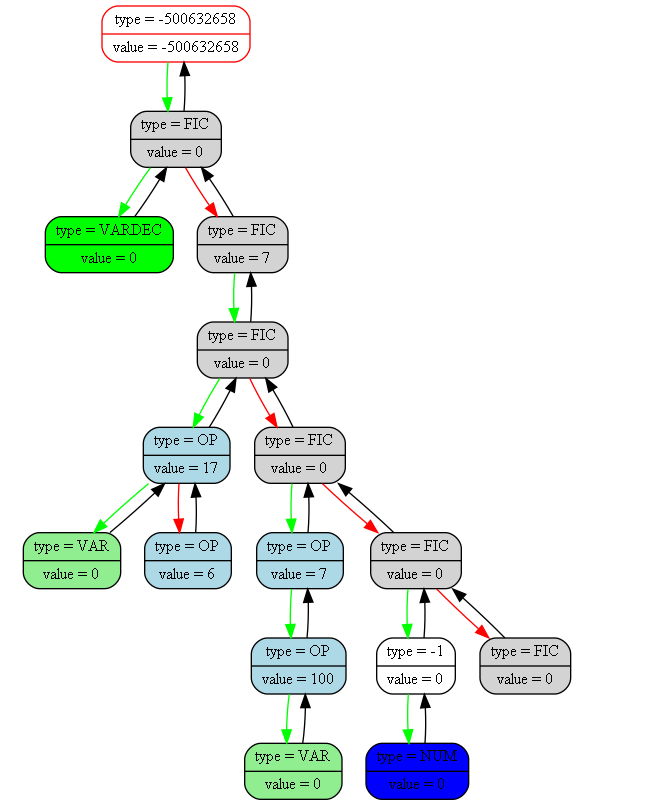 type = -500632658
value = -500632658
type = FIC
value = 0
type = VARDEC
value = 0
type = FIC
value = 7
type = FIC
value = 0
type = OP
value = 17
type = FIC
value = 0
type = VAR
value = 0
type = OP
value = 6
type = OP
value = 7
type = FIC
value = 0
type = OP
value = 100
type = -1
value = 0
type = FIC
value = 0
type = VAR
value = 0
type = NUM
value = 0